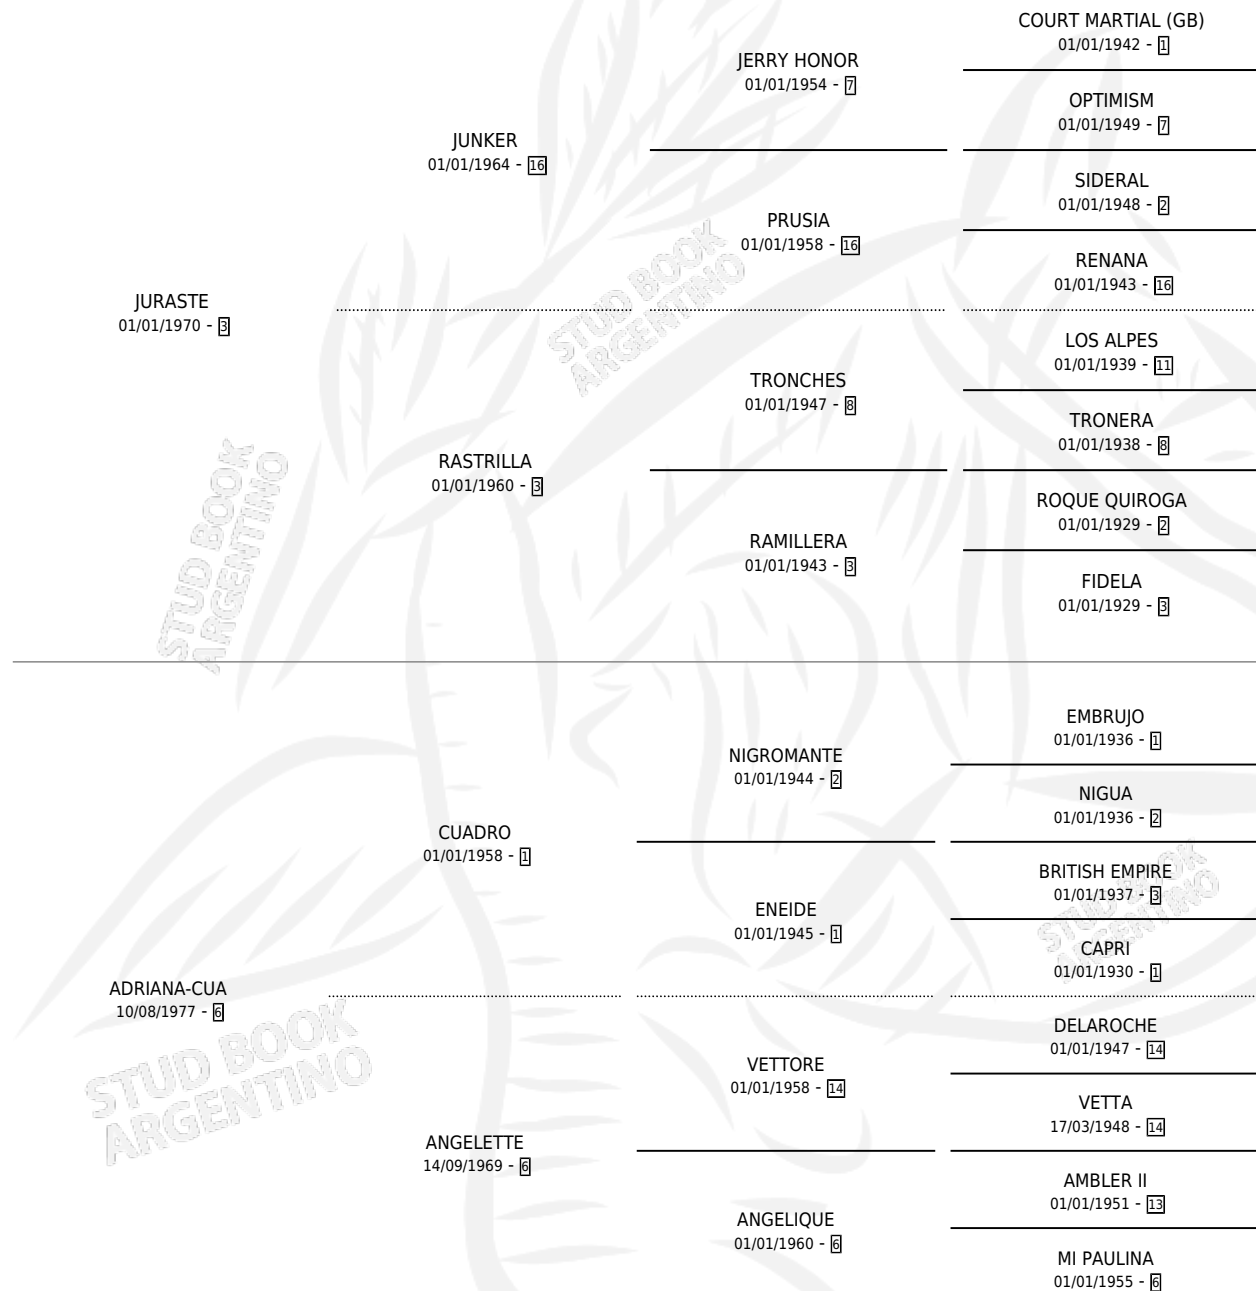 COURT MARTIAL (GB)
01/01/1942 - 1
JERRY HONOR
01/01/1954 - 7
OPTIMISM
01/01/1949 - 7
JUNKER
01/01/1964 - 16
SIDERAL
01/01/1948 - 2
PRUSIA
01/01/1958 - 16
RENANA
01/01/1943 - 16
JURASTE
01/01/1970 - 3
LOS ALPES
01/01/1939 - 11
TRONCHES
01/01/1947 - 8
TRONERA
01/01/1938 - 8
RASTRILLA
01/01/1960 - 3
ROQUE QUIROGA
01/01/1929 - 2
RAMILLERA
01/01/1943 - 3
FIDELA
01/01/1929 - 3
EMBRUJO
01/01/1936 - 1
NIGROMANTE
01/01/1944 - 2
NIGUA
01/01/1936 - 2
CUADRO
01/01/1958 - 1
BRITISH EMPIRE
01/01/1937 - 3
ENEIDE
01/01/1945 - 1
CAPRI
01/01/1930 - 1
ADRIANA-CUA
10/08/1977 - 6
DELAROCHE
01/01/1947 - 14
VETTORE
01/01/1958 - 14
VETTA
17/03/1948 - 14
ANGELETTE
14/09/1969 - 6
AMBLER II
01/01/1951 - 13
ANGELIQUE
01/01/1960 - 6
MI PAULINA
01/01/1955 - 6
STUD BOOK
ARGENTINO
STUD BOOK
ARGENTINO
STUD BOOK
ARGENTINO
STUD BOOK
ARGENTINO